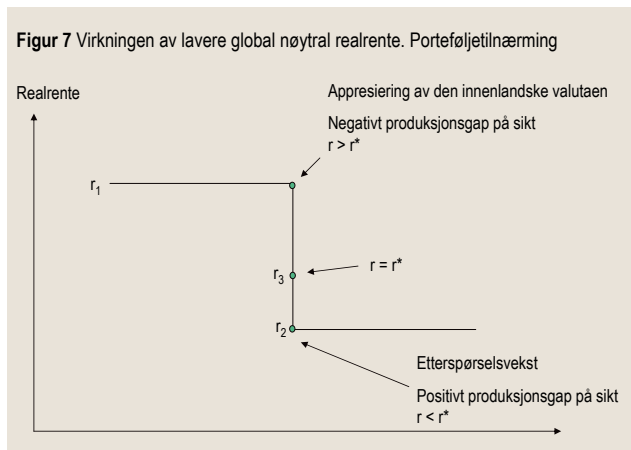 Figur 7 Virkningen av lavere global nøytral realrente. Porteføljetilnærming
Realrente
Appresiering av den innenlandske valutaen
Negativt produksjonsgap på sikt
r > r*
r1
r = r*
r3
r2
Etterspørselsvekst
Positivt produksjonsgap på sikt
r < r*